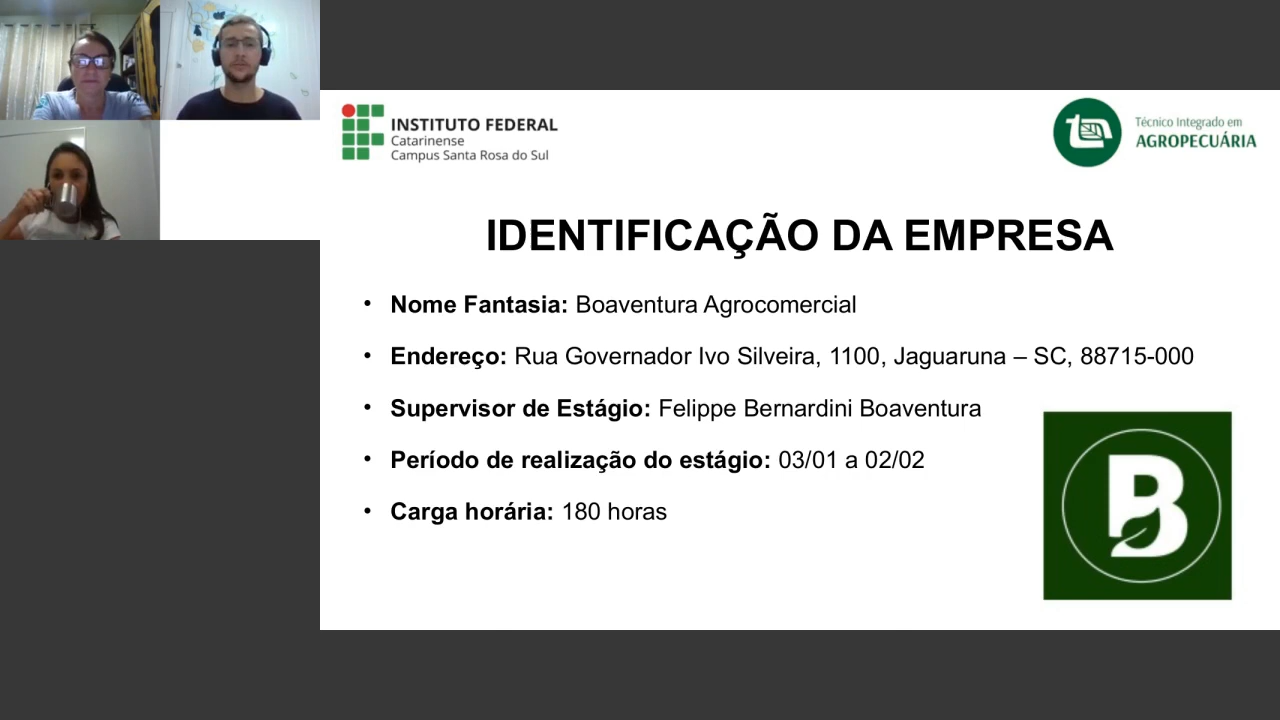 INSTITUTO FEDERAL
Catarinense
Campus Santa Rosa do Sul
Técnico Integrado em
AGROPECUÁRIA
IDENTIFICAÇÃO DA EMPRESA
• Nome Fantasia: Boaventura Agrocomercial
• Endereço: Rua Governador Ivo Silveira, 1100, Jaguaruna – SC, 88715-000
• Supervisor de Estágio: Felippe Bernardini Boaventura
• Período de realização do estágio: 03/01 a 02/02
• Carga horária: 180 horas
B